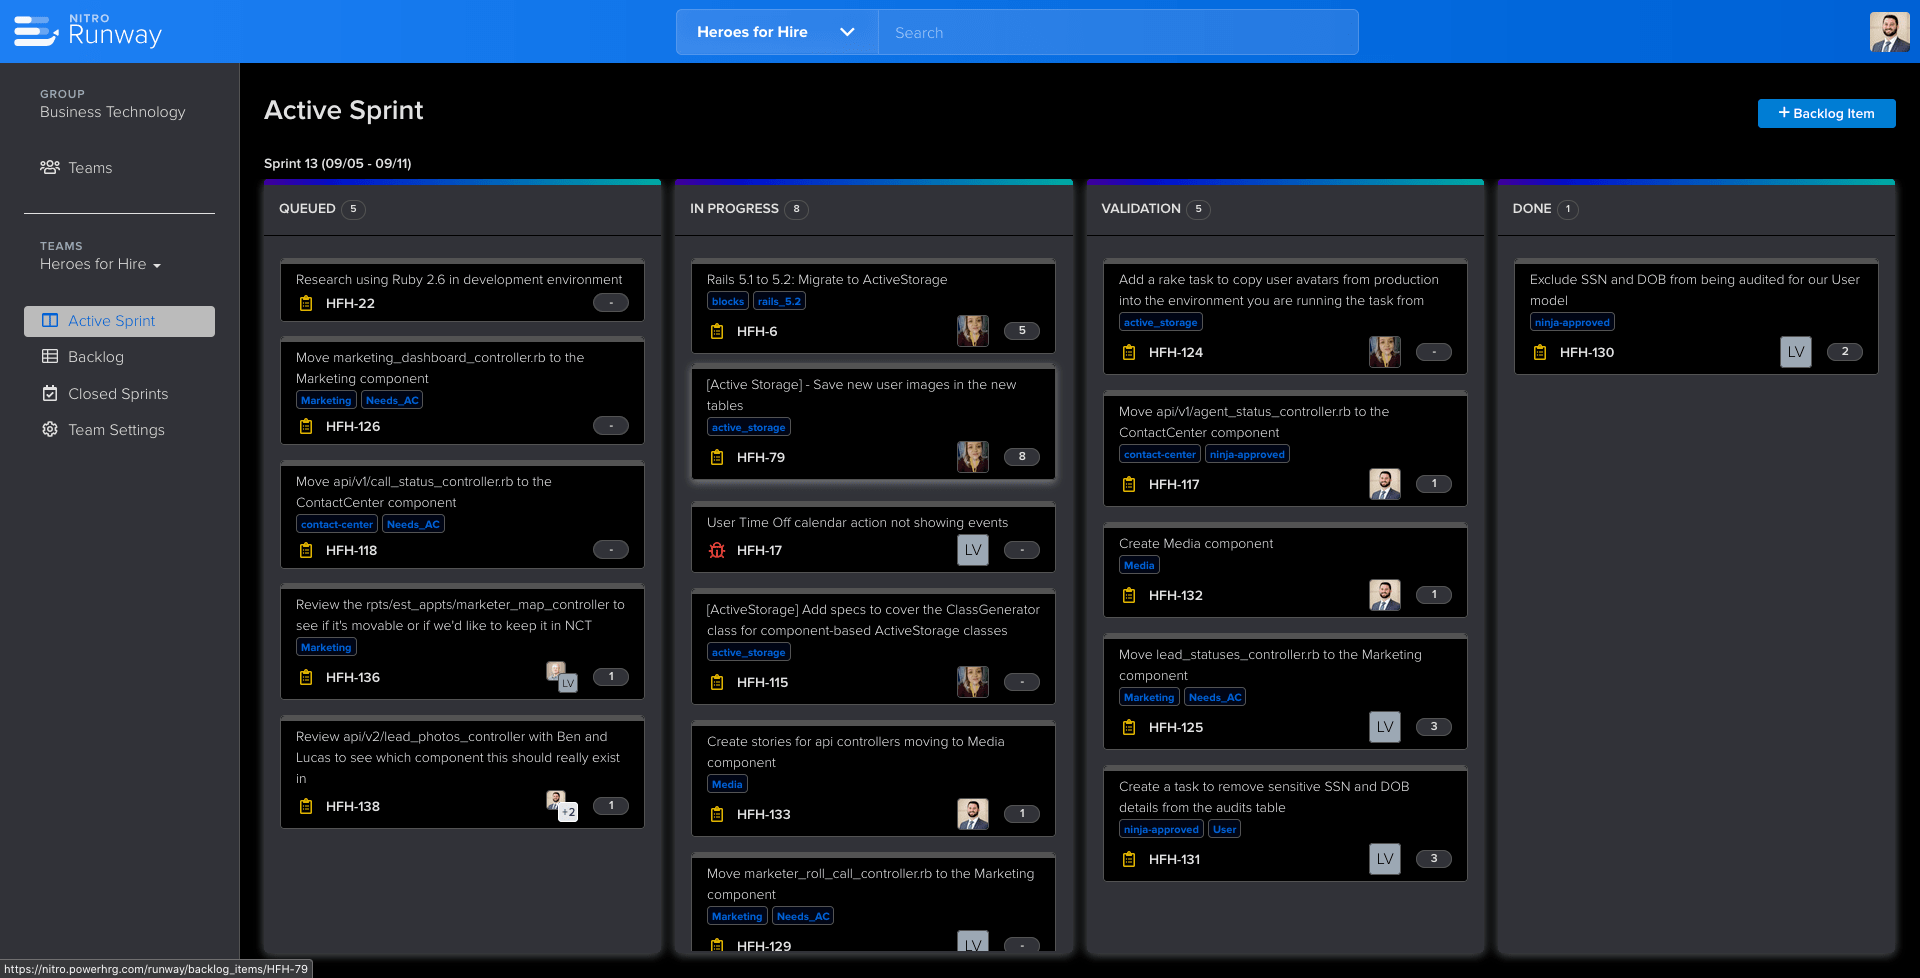 NITRO
Runway
Heroes for Hire
Search
GROUP
Business Technology
Teams
TEAMS
Heroes for Hire
Active Sprint
Backlog
Closed Sprints
Team Settings
Active Sprint
+ Backlog Item
Sprint 13 (09/05 - 09/11)
QUEUED 5
Research using Ruby 2.6 in development environment
HFH-22 -
Move marketing_dashboard_controller.rb to the
Marketing component
Marketing Needs_AC
HFH-126 -
Move api/v1/call_status_controller.rb to the
ContactCenter component
contact-center Needs_AC
HFH-118 -
Review the rpts/est_appts/marketer_map_controller to
see if it's movable or if we'd like to keep it in NCT
Marketing
HFH-136 LV 1
Review api/v2/lead_photos_controller with Ben and
Lucas to see which component this should really exist
in
HFH-138 +2 1
IN PROGRESS 8
Rails 5.1 to 5.2: Migrate to ActiveStorage
blocks rails_5.2
HFH-6 5
[Active Storage] - Save new user images in the new
tables
active_storage
HFH-79 8
User Time Off calendar action not showing events
HFH-17 LV -
[ActiveStorage] Add specs to cover the ClassGenerator
class for component-based ActiveStorage classes
active_storage
HFH-115 -
Create stories for api controllers moving to Media
component
Media
HFH-133 1
Move marketer_roll_call_controller.rb to the Marketing
component
Marketing Needs_AC
HFH-129 LV -
VALIDATION 5
Add a rake task to copy user avatars from production
into the environment you are running the task from
active_storage
HFH-124 -
Move api/v1/agent_status_controller.rb to the
ContactCenter component
contact-center ninja-approved
HFH-117 1
Create Media component
Media
HFH-132 1
Move lead_statuses_controller.rb to the Marketing
component
Marketing Needs_AC
HFH-125 LV 3
Create a task to remove sensitive SSN and DOB
details from the audits table
ninja-approved User
HFH-131 LV 3
DONE 1
Exclude SSN and DOB from being audited for our User
model
ninja-approved
HFH-130 LV 2
https://nitro.powerhrg.com/runway/backlog_items/HFH-79